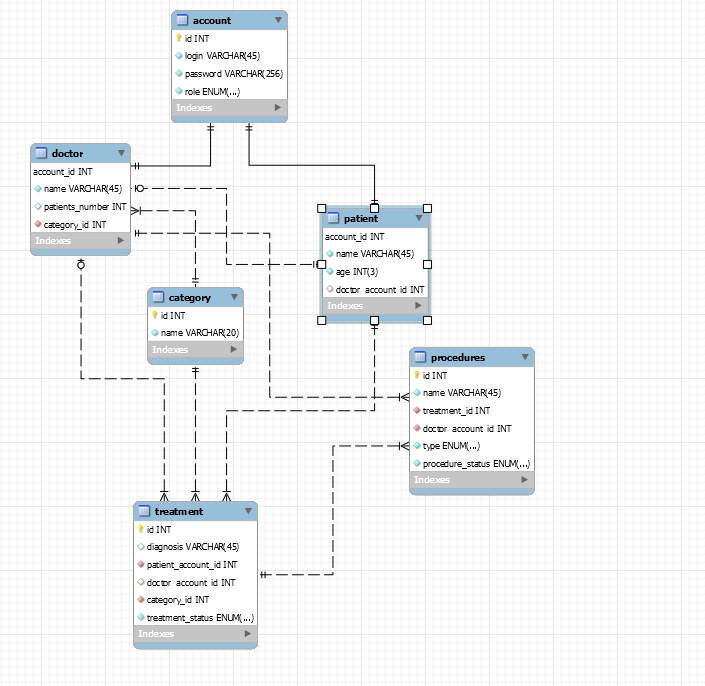 account
id INT
login VARCHAR(45)
password VARCHAR(256)
role ENUM(...)
Indexes
doctor
account_id INT
name VARCHAR(45)
patients_number INT
category_id INT
Indexes
patient
account_id INT
name VARCHAR(45)
age INT(3)
doctor_account_id INT
Indexes
category
id INT
name VARCHAR(20)
Indexes
procedures
id INT
name VARCHAR(45)
treatment_id INT
doctor_account_id INT
type ENUM(...)
procedure_status ENUM(...)
Indexes
treatment
id INT
diagnosis VARCHAR(45)
patient_account_id INT
doctor_account_id INT
category_id INT
treatment_status ENUM(...)
Indexes